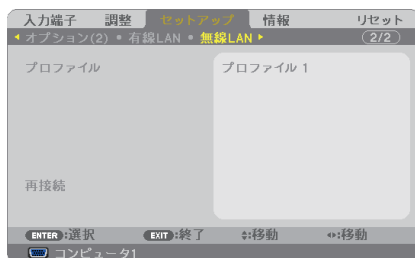 入力端子 調整 セットアップ 情報 リセット
オプション(2) • 有線LAN • 無線LAN 2/2
プロファイル プロファイル 1
再接続
ENTER :選択 EXIT :終了 :移動 :移動
コンピュータ1